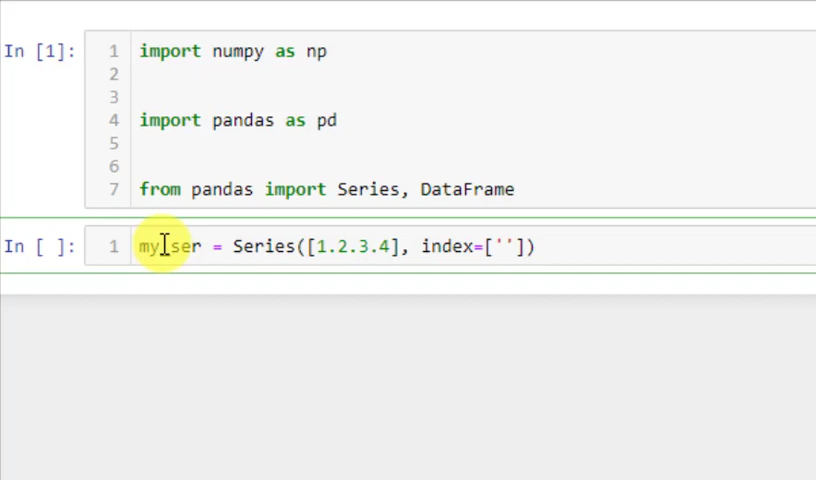 In [1]:
1 import numpy as np
2
3
4 import pandas as pd
5
6
7 from pandas import Series, DataFrame
In [ ]:
1 my_ser = Series([1.2.3.4], index=[''])